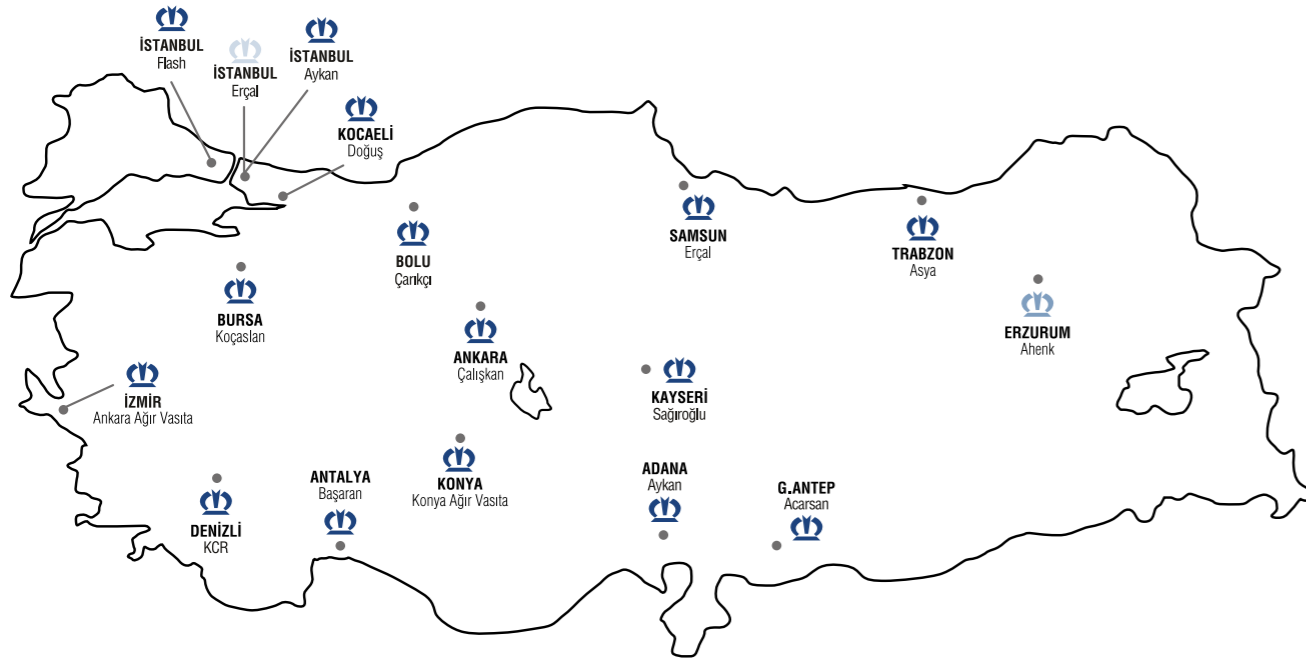 İSTANBUL
Flash
İSTANBUL
Erçal
İSTANBUL
Aykan
KOCAELİ
Doğuş
BOLU
Çarıkçı
SAMSUN
Erçal
TRABZON
Asya
BURSA
Koçaslan
ANKARA
Çalışkan
ERZURUM
Ahenk
İZMİR
Ankara Ağır Vasıta
KAYSERİ
Sağıroğlu
DENİZLİ
KCR
ANTALYA
Başaran
KONYA
Konya Ağır Vasıta
ADANA
Aykan
G.ANTEP
Acarsan